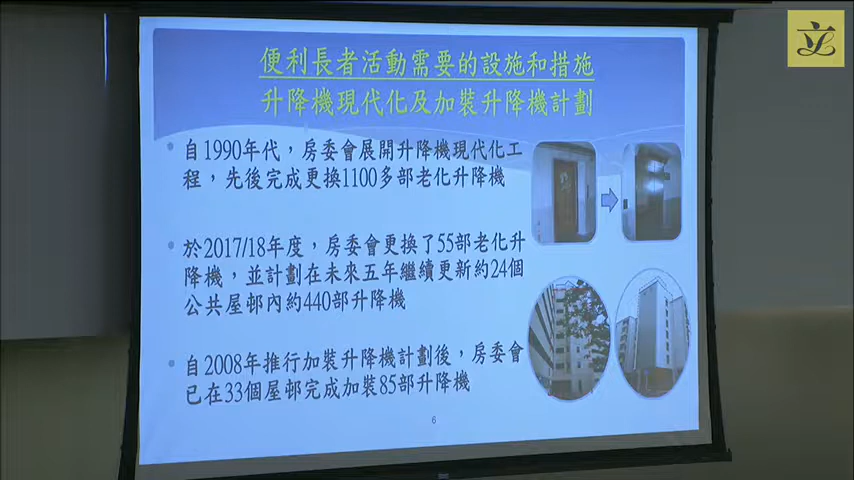 便利長者活動需要的設施和措施
升降機現代化及加裝升降機計劃
自1990年代，房委會展開升降機現代化工
程，先後完成更換1100多部老化升降機
於2017/18年度，房委會更換了55部老化升
降機，並計劃在未來五年繼續更新約24個
公共屋邨內約440部升降機
自2008年推行加裝升降機計劃後，房委會
已在33個屋邨完成加裝85部升降機
6